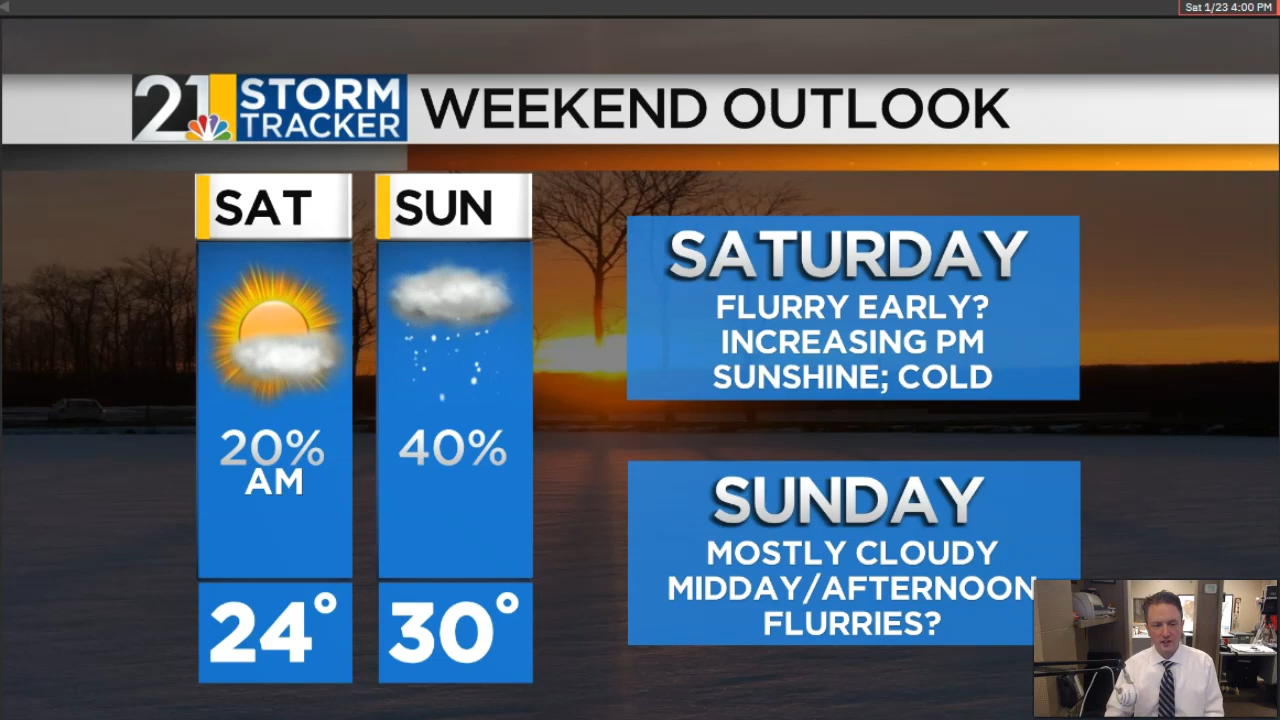 Sat 1/23 4:00 PM
21 STORM
TRACKER
WEEKEND OUTLOOK
SAT
SUN
20%
AM
40%
24°
30°
SATURDAY
FLURRY EARLY?
INCREASING PM
SUNSHINE; COLD
SUNDAY
MOSTLY CLOUDY
MIDDAY/AFTERNOON
FLURRIES?